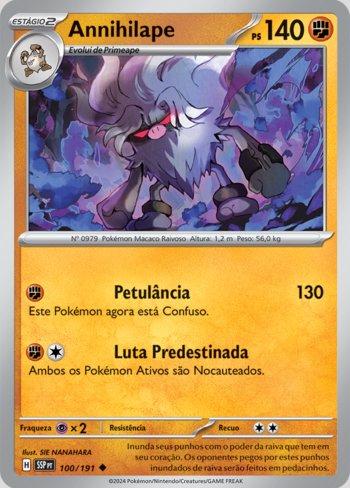 ESTÁGIO 2
Annihilape
PS 140
Evolui de Primeape
Nº 0979 Pokémon Macaco Raivoso Altura: 1,2 m Peso: 56,0 kg
Petulância 130
Este Pokémon agora está Confuso.
Luta Predestinada
Ambos os Pokémon Ativos são Nocauteados.
Fraqueza × 2 Resistência Recuo
Ilust. SIE NANAHARA
H SSP PT 100/191
Inunda seus punhos com o poder da raiva que tem em
seu coração. Os oponentes pegos por estes punhos
inundados de raiva serão feitos em pedacinhos.
©2024 Pokémon/Nintendo/Creatures/GAME FREAK